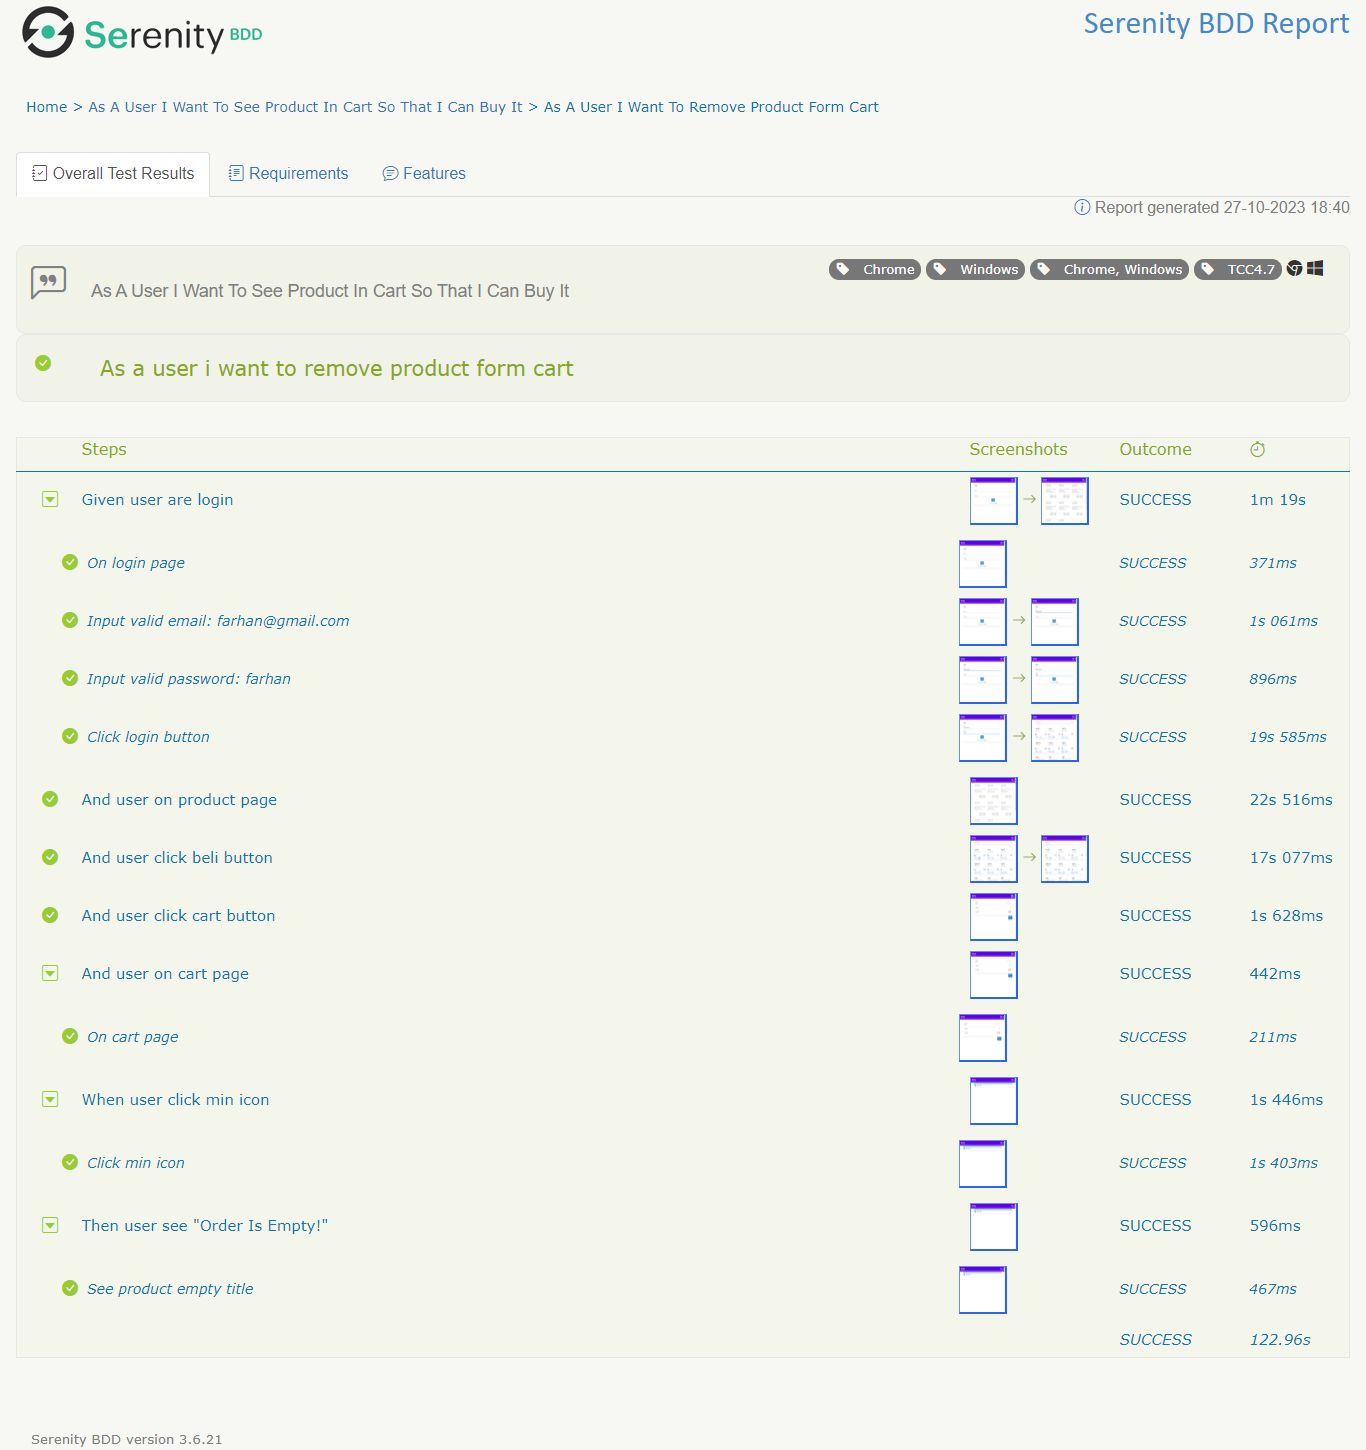 Serenity BDD
Serenity BDD Report
Home > As A User I Want To See Product In Cart So That I Can Buy It > As A User I Want To Remove Product Form Cart
Overall Test Results Requirements Features
Report generated 27-10-2023 18:40
Chrome Windows Chrome, Windows TCC4.7
As A User I Want To See Product In Cart So That I Can Buy It
As a user i want to remove product form cart
Steps Screenshots Outcome
Given user are login SUCCESS 1m 19s
On login page SUCCESS 371ms
Input valid email: farhan@gmail.com SUCCESS 1s 061ms
Input valid password: farhan SUCCESS 896ms
Click login button SUCCESS 19s 585ms
And user on product page SUCCESS 22s 516ms
And user click beli button SUCCESS 17s 077ms
And user click cart button SUCCESS 1s 628ms
And user on cart page SUCCESS 442ms
On cart page SUCCESS 211ms
When user click min icon SUCCESS 1s 446ms
Click min icon SUCCESS 1s 403ms
Then user see "Order Is Empty!" SUCCESS 596ms
See product empty title SUCCESS 467ms
SUCCESS 122.96s
Serenity BDD version 3.6.21